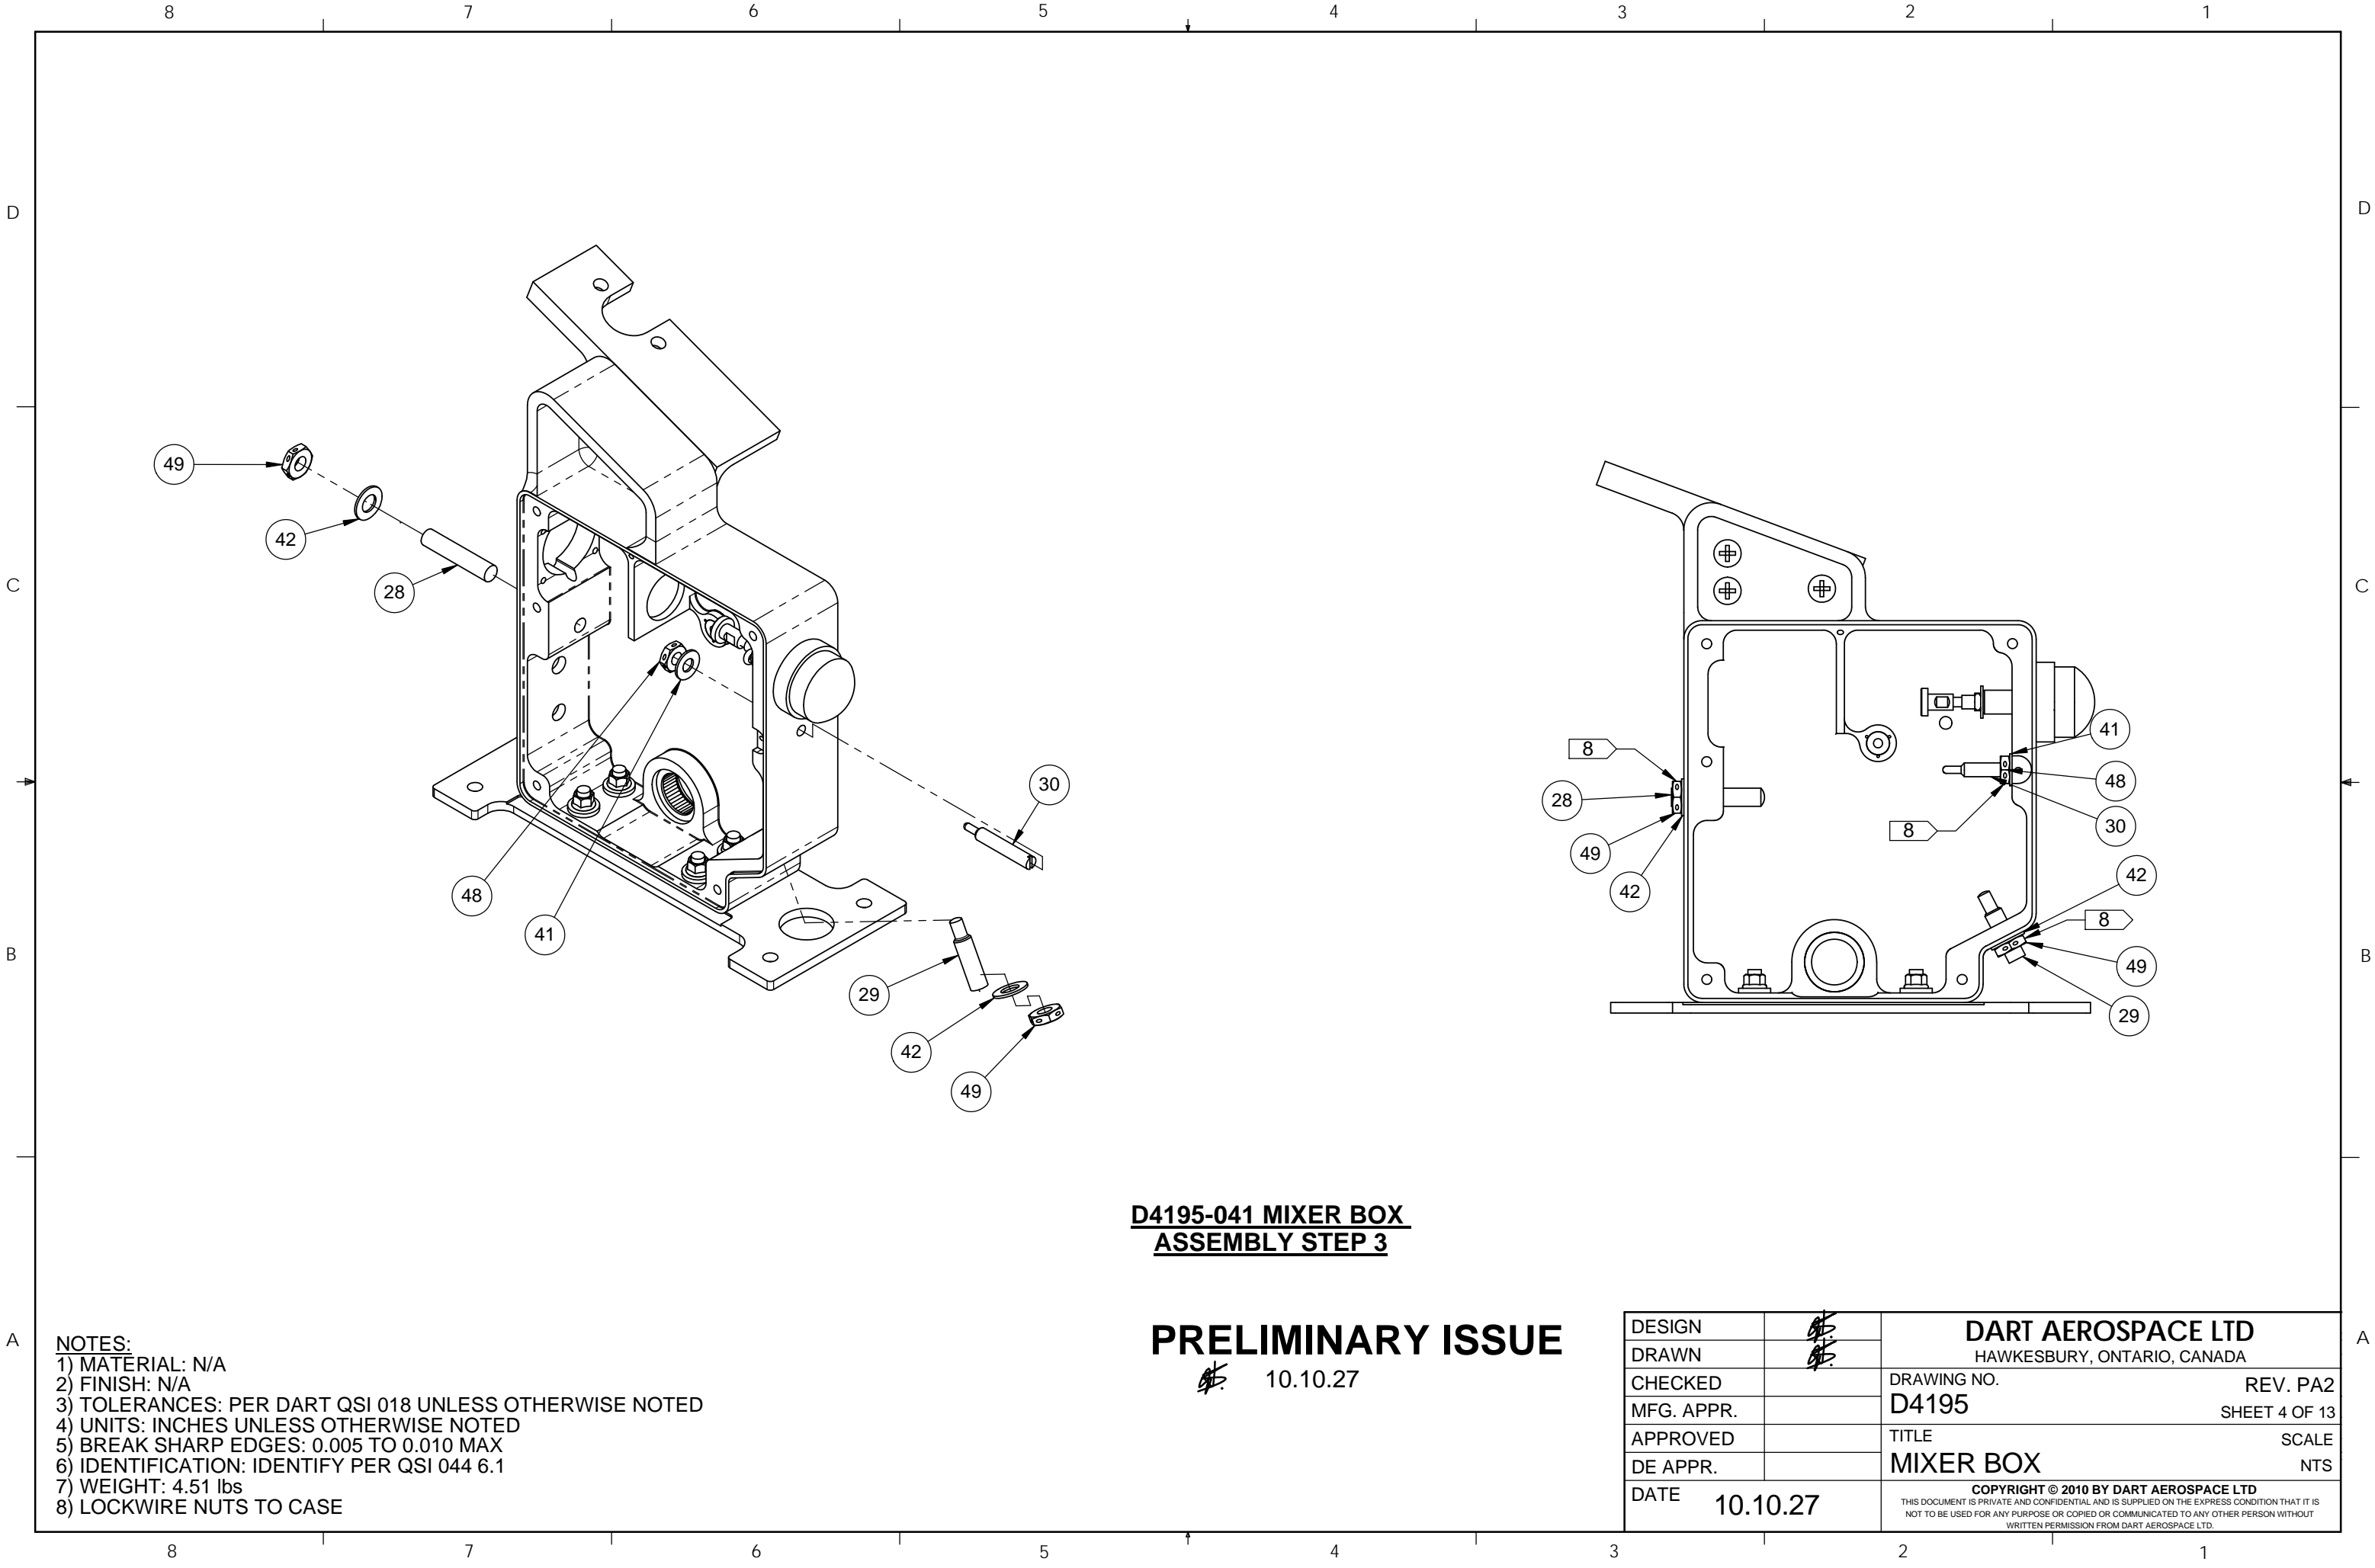 8 7 6 5 4 3 2 1
D D
C C
B B
A A
49
42
28
48
41
30
29
42
49
8
28
49
42
41
48
30
8
42
8
49
29
D4195-041 MIXER BOX
ASSEMBLY STEP 3
PRELIMINARY ISSUE
10.10.27
NOTES:
1) MATERIAL: N/A
2) FINISH: N/A
3) TOLERANCES: PER DART QSI 018 UNLESS OTHERWISE NOTED
4) UNITS: INCHES UNLESS OTHERWISE NOTED
5) BREAK SHARP EDGES: 0.005 TO 0.010 MAX
6) IDENTIFICATION: IDENTIFY PER QSI 044 6.1
7) WEIGHT: 4.51 lbs
8) LOCKWIRE NUTS TO CASE
DESIGN
DRAWN
CHECKED
MFG. APPR.
APPROVED
DE APPR.
DATE 10.10.27
DART AEROSPACE LTD
HAWKESBURY, ONTARIO, CANADA
DRAWING NO. REV. PA2
D4195 SHEET 4 OF 13
TITLE SCALE
MIXER BOX NTS
COPYRIGHT © 2010 BY DART AEROSPACE LTD
THIS DOCUMENT IS PRIVATE AND CONFIDENTIAL AND IS SUPPLIED ON THE EXPRESS CONDITION THAT IT IS
NOT TO BE USED FOR ANY PURPOSE OR COPIED OR COMMUNICATED TO ANY OTHER PERSON WITHOUT
WRITTEN PERMISSION FROM DART AEROSPACE LTD.
8 7 6 5 4 3 2 1